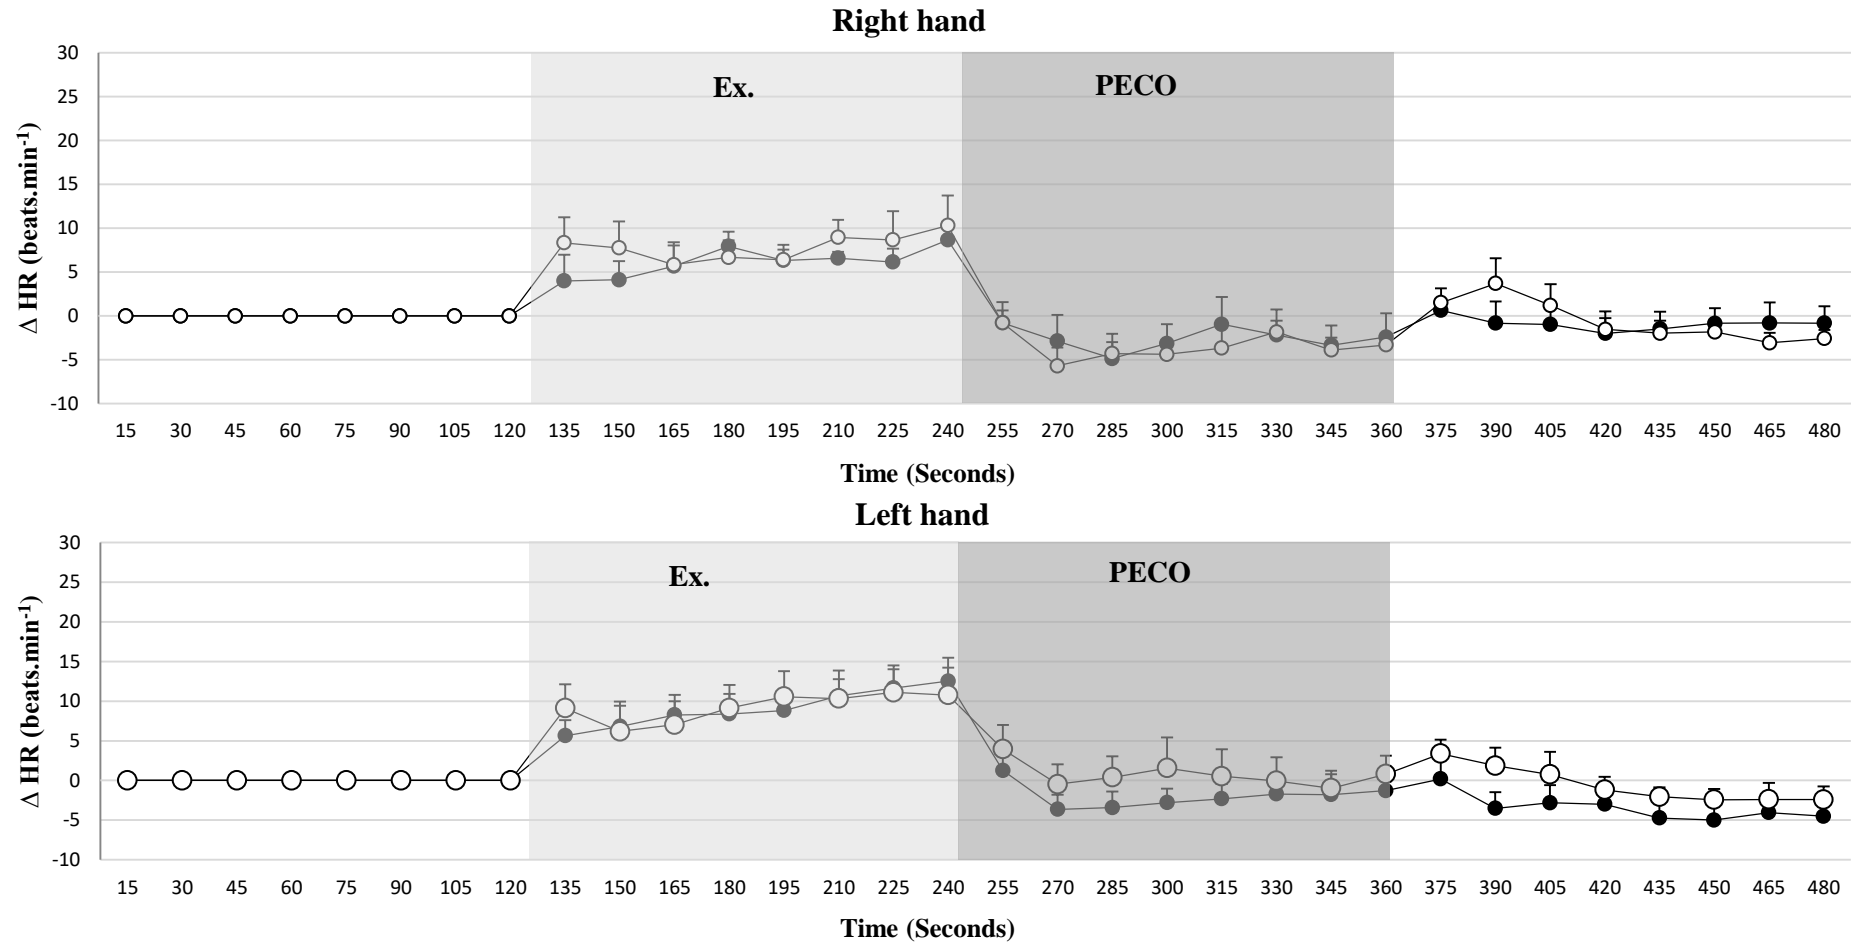 Right hand
30
25
20
15
10
5
0
-5
-10
Δ HR (beats.min-1)
Ex.
PECO
15 30 45 60 75 90 105 120 135 150 165 180 195 210 225 240 255 270 285 300 315 330 345 360 375 390 405 420 435 450 465 480
Time (Seconds)
Left hand
30
25
20
15
10
5
0
-5
-10
Δ HR (beats.min-1)
Ex.
PECO
15 30 45 60 75 90 105 120 135 150 165 180 195 210 225 240 255 270 285 300 315 330 345 360 375 390 405 420 435 450 465 480
Time (Seconds)